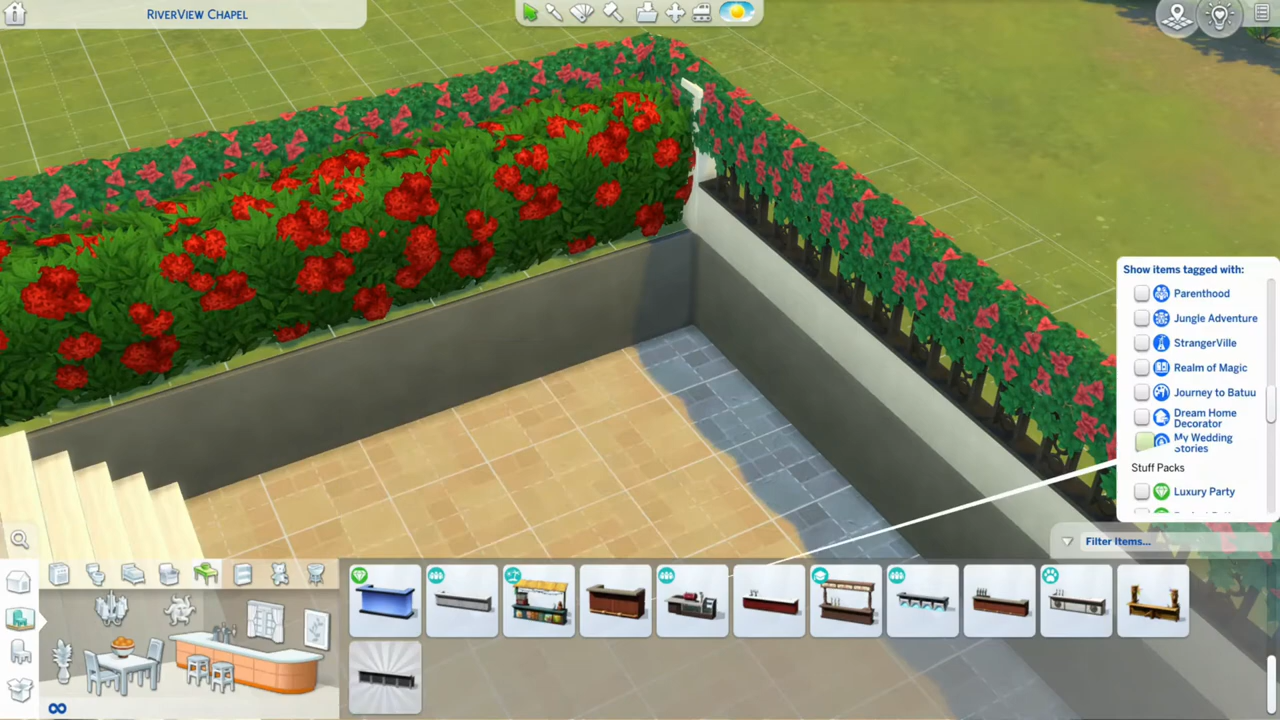 RiverView Chapel
Show items tagged with:
Parenthood
Jungle Adventure
StrangerVille
Realm of Magic
Journey to Batuu
Dream Home
Decorator
My Wedding
Stories
Stuff Packs
Luxury Party
Filter Items...